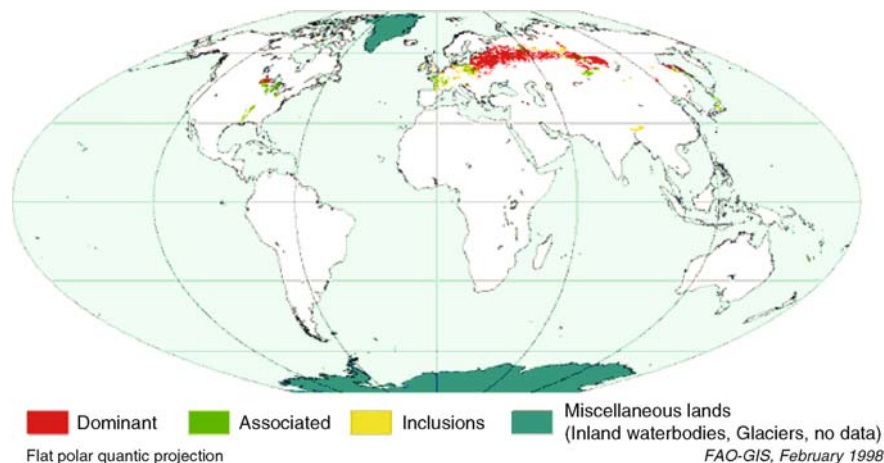 Dominant
Associated
Inclusions
Miscellaneous lands
(Inland waterbodies, Glaciers, no data)
Flat polar quantic projection
FAO-GIS, February 1998